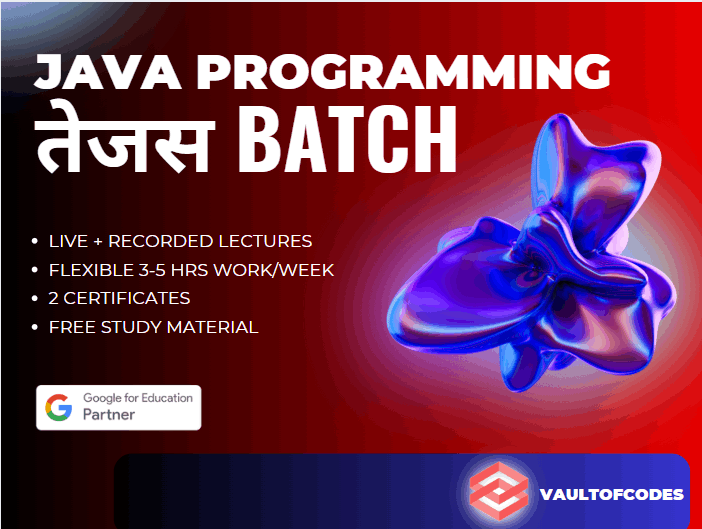 JAVA PROGRAMMING
तेजस BATCH
• LIVE + RECORDED LECTURES
• FLEXIBLE 3-5 HRS WORK/WEEK
• 2 CERTIFICATES
• FREE STUDY MATERIAL
Google for Education
Partner
VAULTOFCODES